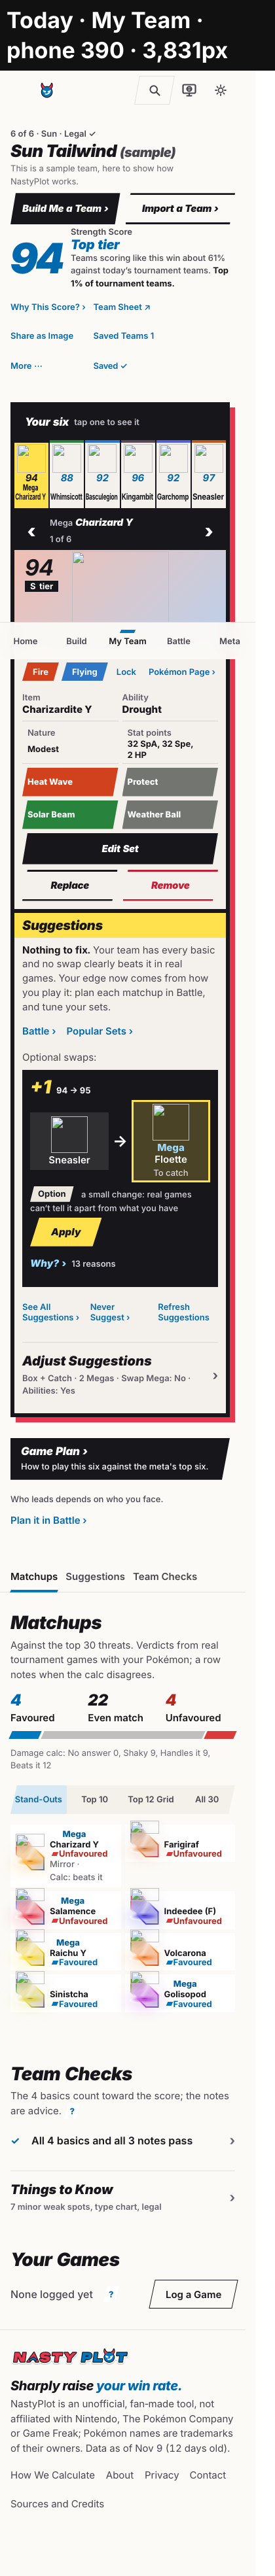 Today · My Team ·
phone 390 · 3,831px
6 of 6 · Sun · Legal ✓
Sun Tailwind (sample)
This is a sample team, here to show how
NastyPlot works.
Build Me a Team ›
Import a Team ›
94
Strength Score
Top tier
Teams scoring like this win about 61%
against today's tournament teams. Top
1% of tournament teams.
Why This Score? › Team Sheet ↗
Share as Image Saved Teams 1
More ··· Saved ✓
Your six tap one to see it
94 88 92 96 92 97
Mega
Charizard Y Whimsicott Basculegion Kingambit Garchomp Sneasler
‹ Mega Charizard Y ›
1 of 6
94
S tier
Home Build My Team Battle Meta
Fire Flying Lock Pokémon Page ›
Item Ability
Charizardite Y Drought
Nature Stat points
Modest 32 SpA, 32 Spe,
2 HP
Heat Wave Protect
Solar Beam Weather Ball
Edit Set
Replace Remove
Suggestions
Nothing to fix. Your team has every basic
and no swap clearly beats it in real
games. Your edge now comes from how
you play it: plan each matchup in Battle,
and tune your sets.
Battle › Popular Sets ›
Optional swaps:
+1 94 → 95
Sneasler → Mega
Floette
To catch
Option a small change: real games
can't tell it apart from what you have
Apply
Why? › 13 reasons
See All Never Refresh
Suggestions › Suggest › Suggestions
Adjust Suggestions
Box + Catch · 2 Megas · Swap Mega: No ·
Abilities: Yes ›
Game Plan ›
How to play this six against the meta's top six.
Who leads depends on who you face.
Plan it in Battle ›
Matchups Suggestions Team Checks
Matchups
Against the top 30 threats. Verdicts from real
tournament games with your Pokémon; a row
notes when the calc disagrees.
4 22 4
Favoured Even match Unfavoured
Damage calc: No answer 0, Shaky 9, Handles it 9,
Beats it 12
Stand-Outs Top 10 Top 12 Grid All 30
Mega
Charizard Y
Unfavoured
Mirror ·
Calc: beats it
Farigiraf
Unfavoured
Mega
Salamence
Unfavoured
Indeedee (F)
Unfavoured
Mega
Raichu Y
Favoured
Volcarona
Favoured
Sinistcha
Favoured
Mega
Golisopod
Favoured
Team Checks
The 4 basics count toward the score; the notes
are advice. ?
✓ All 4 basics and all 3 notes pass ›
Things to Know
7 minor weak spots, type chart, legal ›
Your Games
None logged yet ? Log a Game
NASTY PLOT
Sharply raise your win rate.
NastyPlot is an unofficial, fan-made tool, not
affiliated with Nintendo, The Pokémon Company
or Game Freak; Pokémon names are trademarks
of their owners. Data as of Nov 9 (12 days old).
How We Calculate About Privacy Contact
Sources and Credits